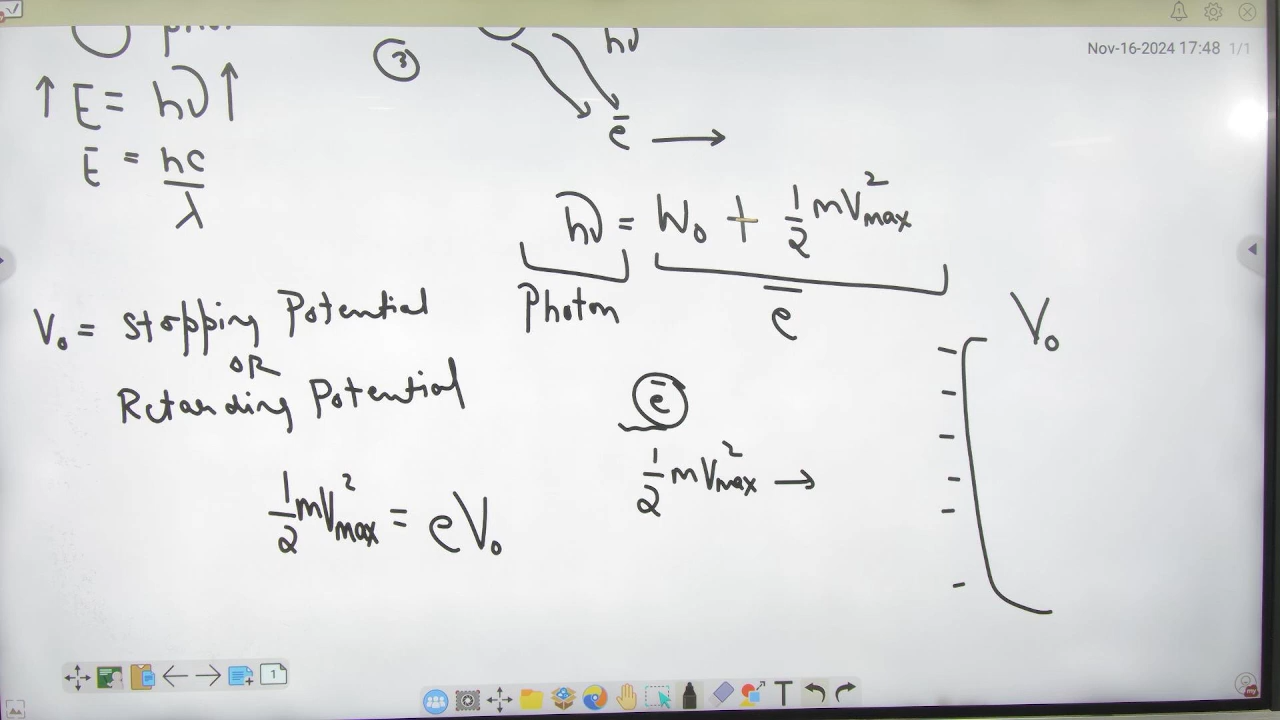 Nov-16-2024 17:48 1/1
hν
③
↑ E = hν ↑
ē →
E = hc/λ
hν = W₀ + ½mV²max
Photon
ē
V₀ = Stopping Potential
OR
Retarding Potential
V₀
ē
½mV²max →
½mV²max = eV₀
1
T